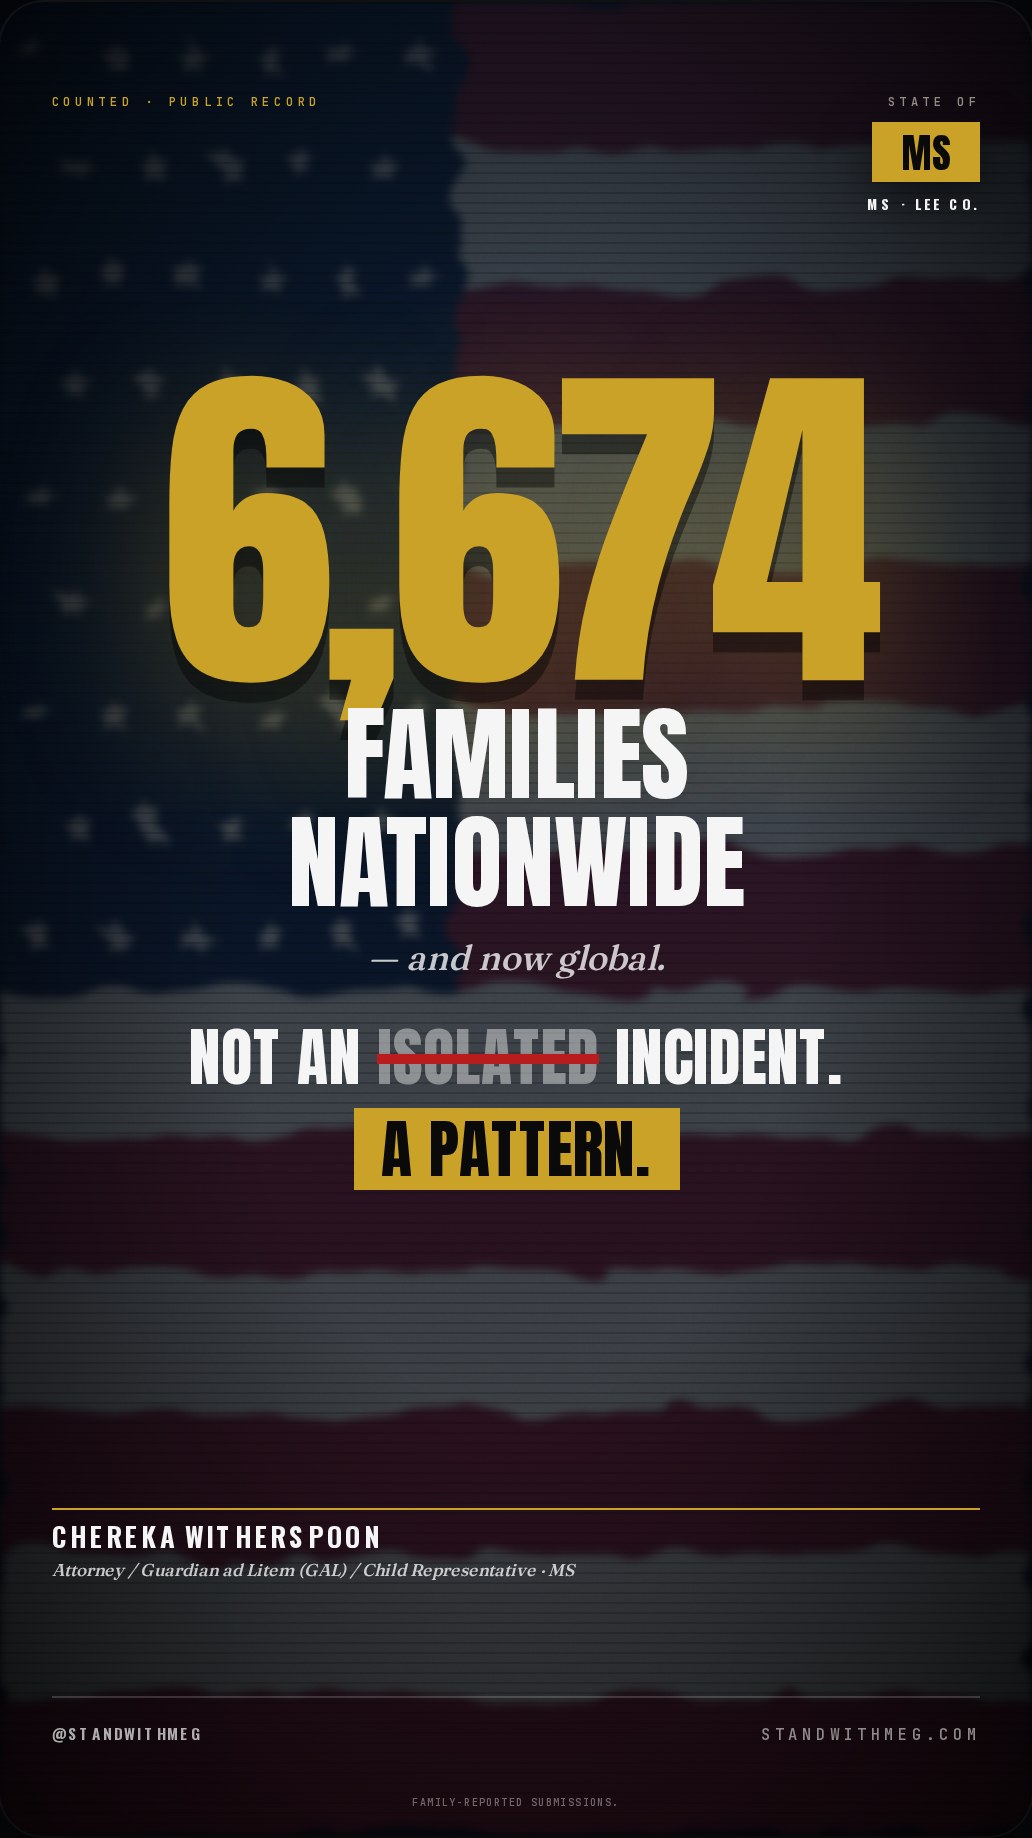 COUNTED · PUBLIC RECORD
STATE OF
MS
MS · LEE CO.
6,674
FAMILIES
NATIONWIDE
— and now global.
NOT AN ISOLATED INCIDENT.
A PATTERN.
CHEREKA WITHERSPOON
Attorney / Guardian ad Litem (GAL) / Child Representative · MS
@STANDWITHMEG
STANDWITHMEG.COM
FAMILY-REPORTED SUBMISSIONS.